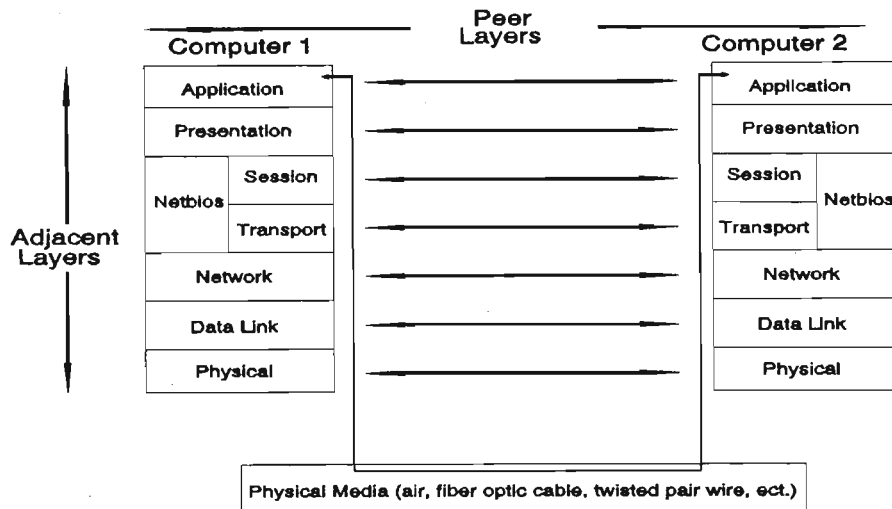 Peer
Layers
Computer 1
Computer 2
Application
Presentation
Netbios
Session
Transport
Network
Data Link
Physical
Adjacent
Layers
Application
Presentation
Session
Transport
Netbios
Network
Data Link
Physical
Physical Media (air, fiber optic cable, twisted pair wire, ect.)